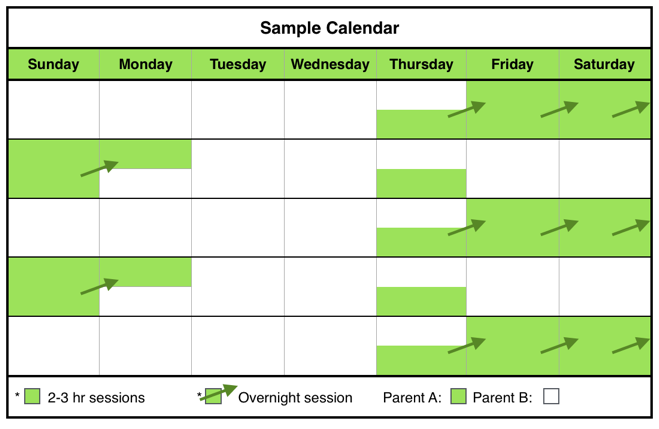 Sample Calendar
Sunday Monday Tuesday Wednesday Thursday Friday Saturday
* 2-3 hr sessions * Overnight session Parent A: Parent B: